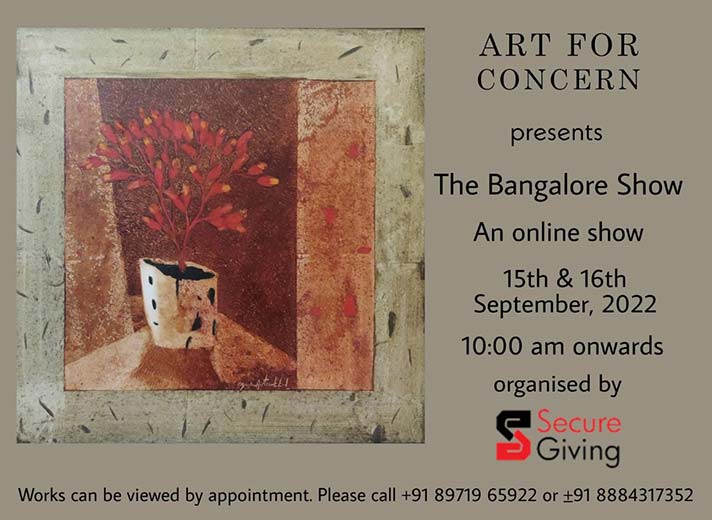 ART FOR
CONCERN
presents
The Bangalore Show
An online show
15th & 16th
September, 2022
10:00 am onwards
organised by
Secure
Giving
Works can be viewed by appointment. Please call +91 89719 65922 or ±91 8884317352